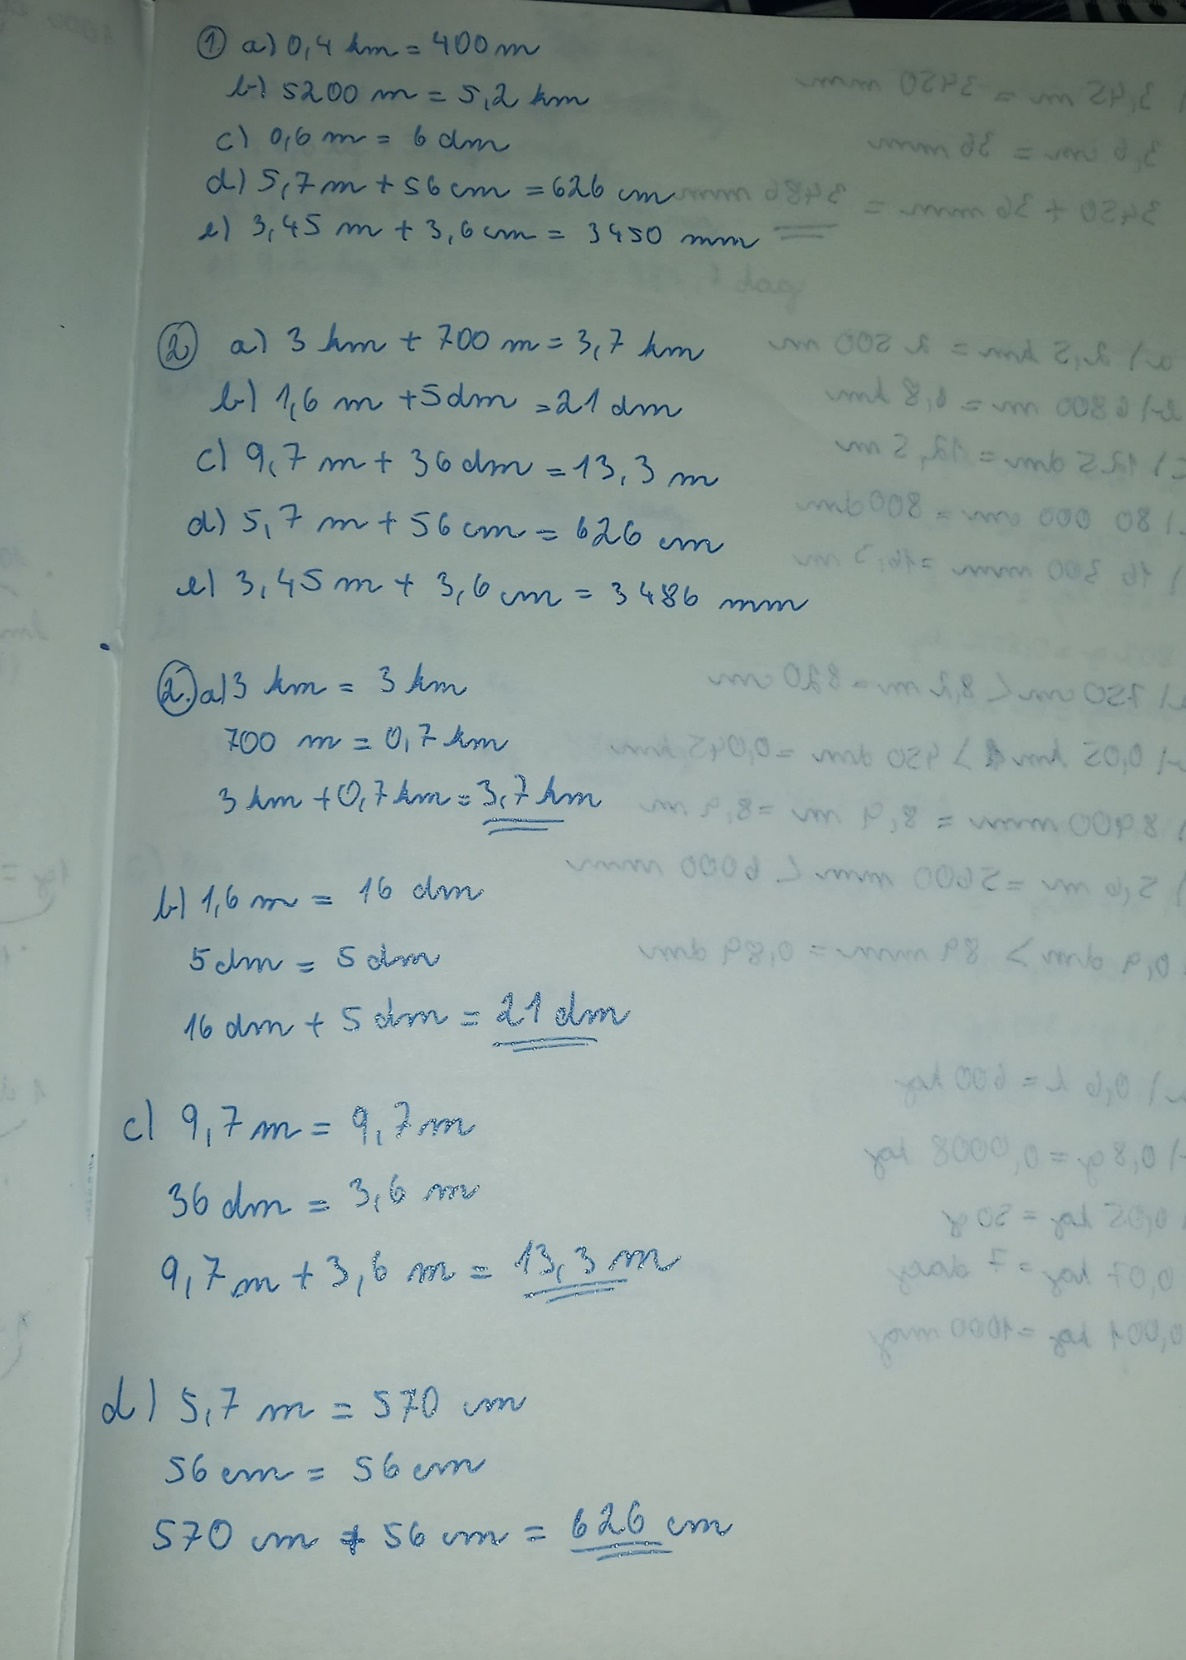 1. a) 0,4 km = 400 m
b) 5200 m = 5,2 km
c) 0,6 m = 6 dm
d) 5,7 m + 56 cm = 626 cm
e) 3,45 m + 3,6 cm = 3450 mm
2 a) 3 km + 700 m = 3,7 km
b) 1,6 m + 5 dm = 21 dm
c) 9,7 m + 36 dm = 13,3 m
d) 5,7 m + 56 cm = 626 cm
e) 3,45 m + 3,6 cm = 3486 mm
2. a) 3 km = 3 km
700 m = 0,7 km
3 km + 0,7 km = 3,7 km
b) 1,6 m = 16 dm
5 dm = 5 dm
16 dm + 5 dm = 21 dm
c) 9,7 m = 9,7 m
36 dm = 3,6 m
9,7 m + 3,6 m = 13,3 m
d) 5,7 m = 570 cm
56 cm = 56 cm
570 cm + 56 cm = 626 cm